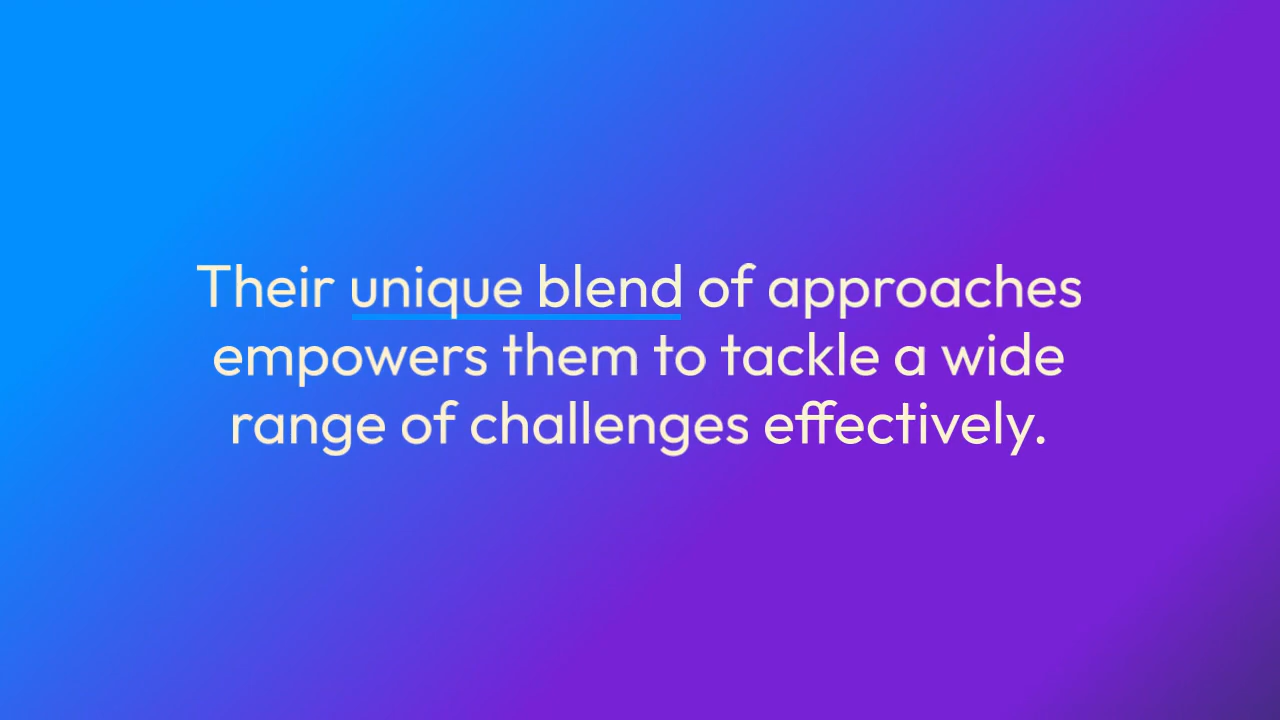 Their unique blend of approaches
empowers them to tackle a wide
range of challenges effectively.